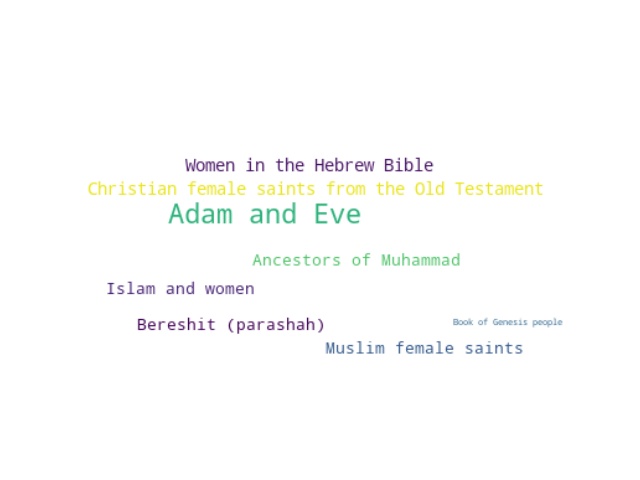 Women in the Hebrew Bible
Christian female saints from the Old Testament
Adam and Eve
Ancestors of Muhammad
Islam and women
Bereshit (parashah)
Book of Genesis people
Muslim female saints